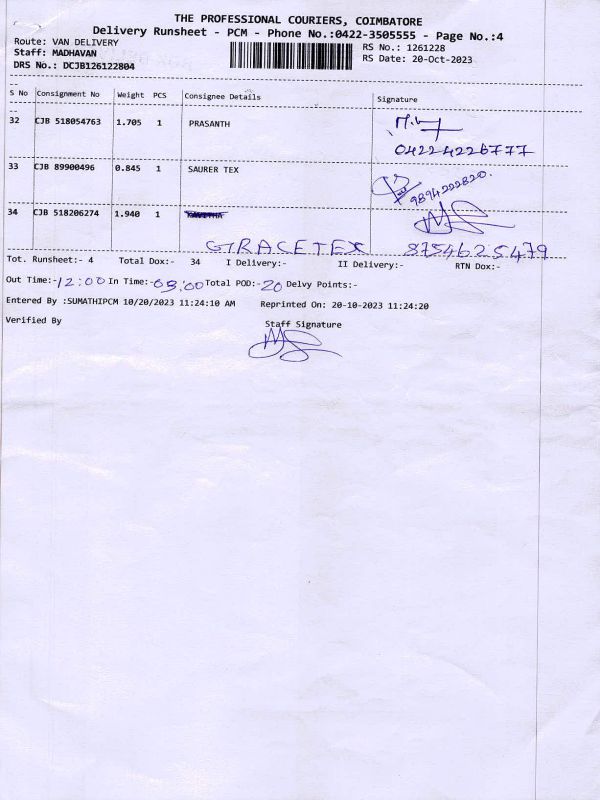 THE PROFESSIONAL COURIERS, COIMBATORE
Delivery Runsheet - PCM - Phone No.:0422-3505555 - Page No.:4
Route: VAN DELIVERY RS No.: 1261228
Staff: MADHAVAN RS Date: 20-Oct-2023
DRS No.: DCJB126122804
S No Consignment No Weight PCS Consignee Details Signature
32 CJB 518054763 1.705 1 PRASANTH
04224226777
33 CJB 89900496 0.845 1 SAURER TEX 9894222820.
34 CJB 518206274 1.940 1
GRACETEX 8754625479
Tot. Runsheet:- 4 Total Dox:- 34 I Delivery:- II Delivery:- RTN Dox:-
Out Time:-12:00 In Time:-03:00 Total POD:-20 Delvy Points:-
Entered By :SUMATHIPCM 10/20/2023 11:24:10 AM Reprinted On: 20-10-2023 11:24:20
Verified By Staff Signature